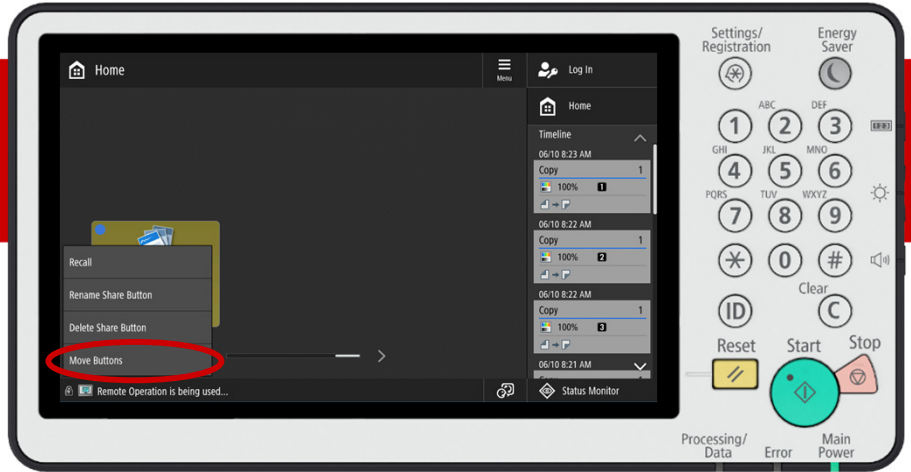 Home
Menu
Log In
Home
Timeline
06/10 8:23 AM
Copy 1
100% 1
06/10 8:22 AM
Copy 1
100% 2
06/10 8:22 AM
Copy 1
100% 3
06/10 8:21 AM
Recall
Rename Share Button
Delete Share Button
Move Buttons
Remote Operation is being used...
Status Monitor
Settings/
Registration
Energy
Saver
ABC DEF
1 2 3
GHI JKL MNO
4 5 6
PQRS TUV WXYZ
7 8 9
0 #
Clear
ID C
Reset Start Stop
Processing/
Data
Error
Main
Power